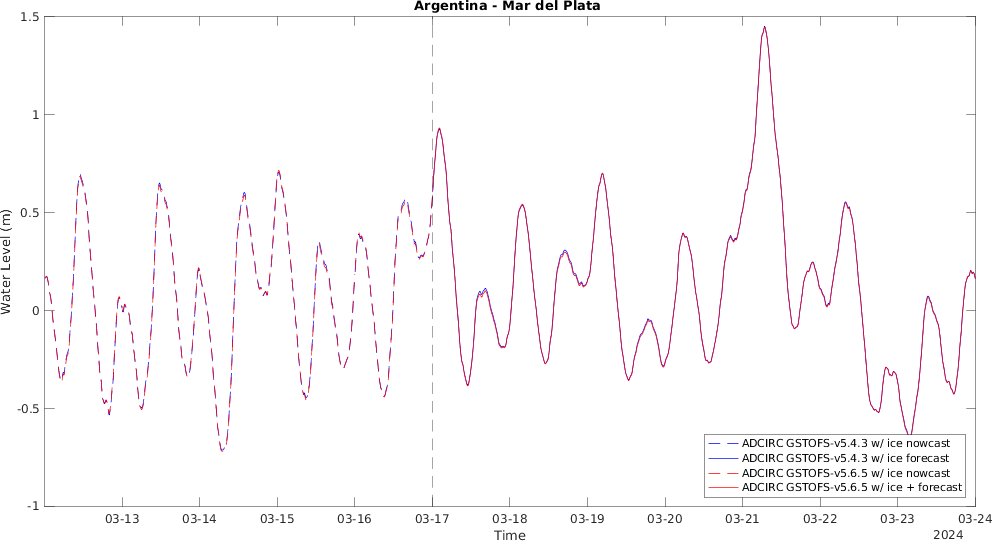 Argentina - Mar del Plata
Water Level (m)
1.5
1
0.5
0
-0.5
-1
ADCIRC GSTOFS-v5.4.3 w/ ice nowcast
ADCIRC GSTOFS-v5.4.3 w/ ice forecast
ADCIRC GSTOFS-v5.6.5 w/ ice nowcast
ADCIRC GSTOFS-v5.6.5 w/ ice + forecast
03-13 03-14 03-15 03-16 03-17 03-18 03-19 03-20 03-21 03-22 03-23 03-24
Time
2024